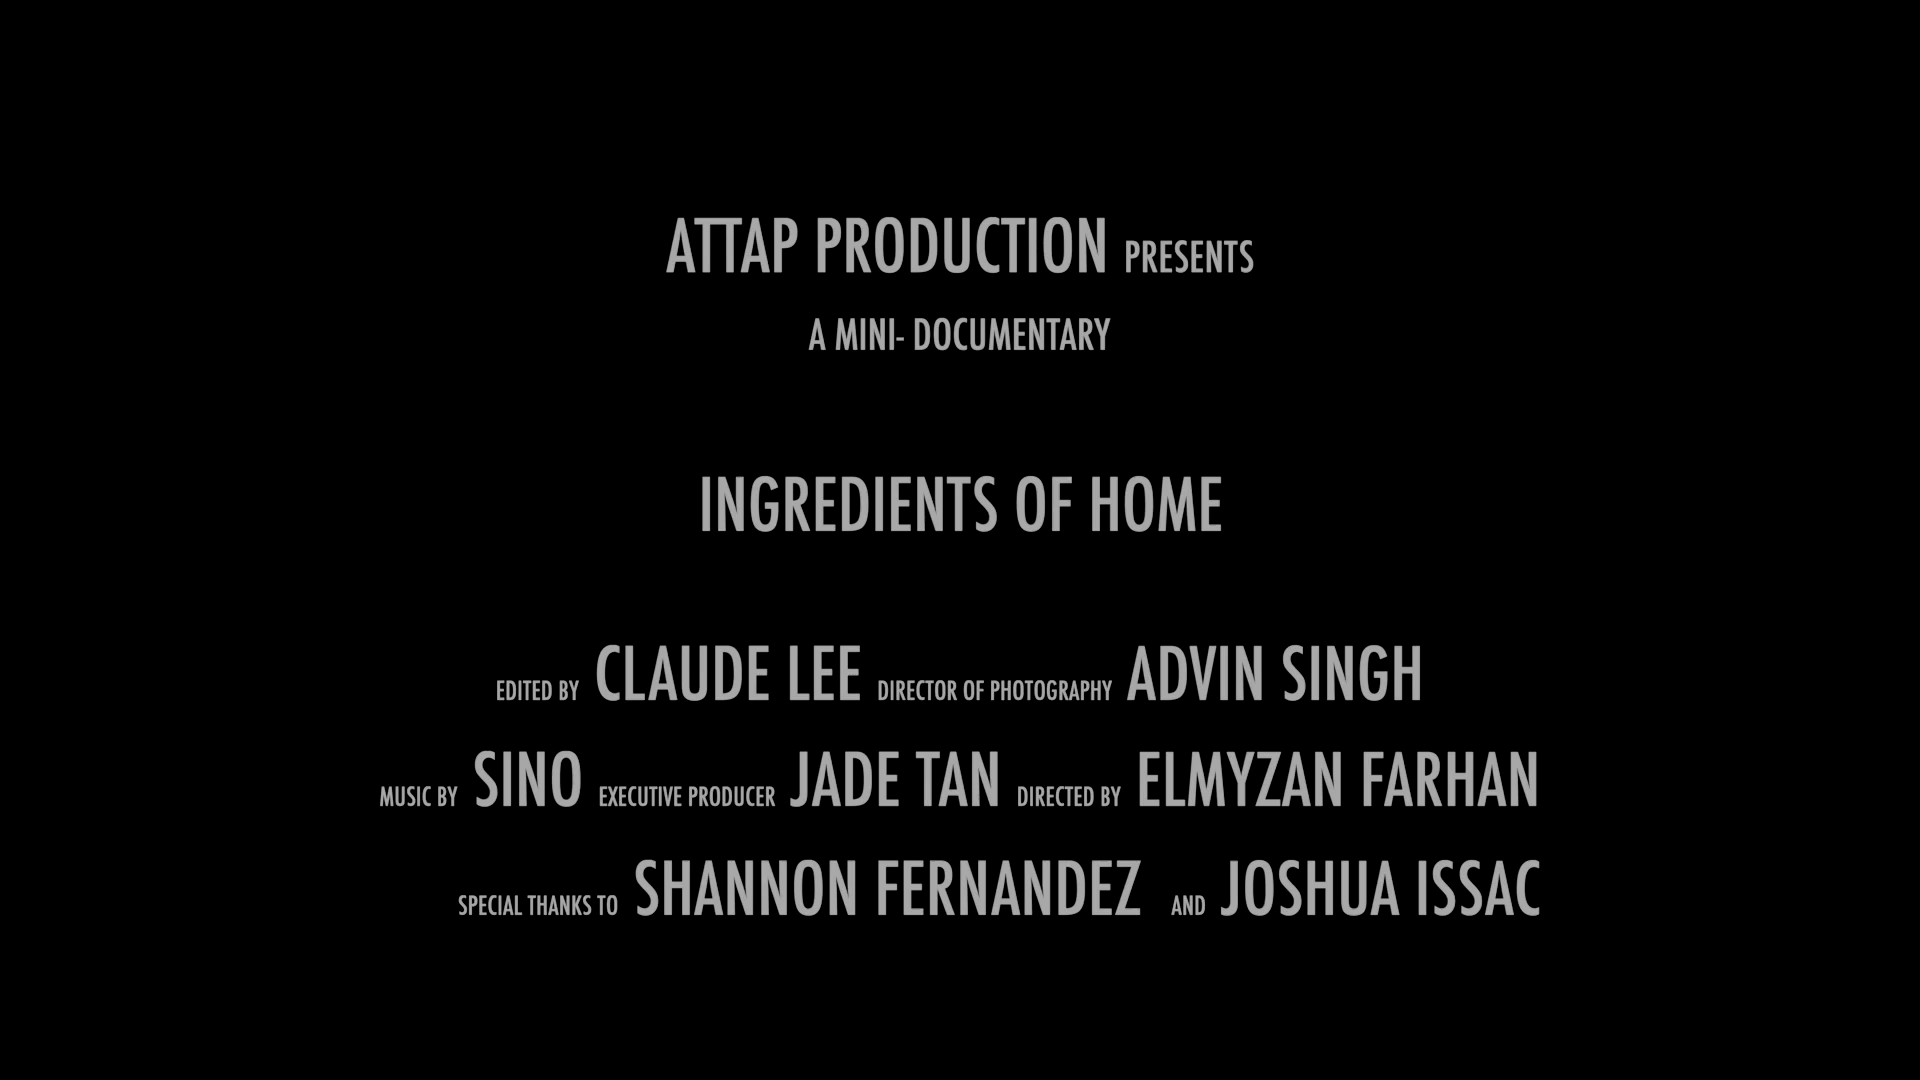 ATTAP PRODUCTION PRESENTS
A MINI- DOCUMENTARY
INGREDIENTS OF HOME
EDITED BY CLAUDE LEE DIRECTOR OF PHOTOGRAPHY ADVIN SINGH
MUSIC BY SINO EXECUTIVE PRODUCER JADE TAN DIRECTED BY ELMYZAN FARHAN
SPECIAL THANKS TO SHANNON FERNANDEZ AND JOSHUA ISSAC